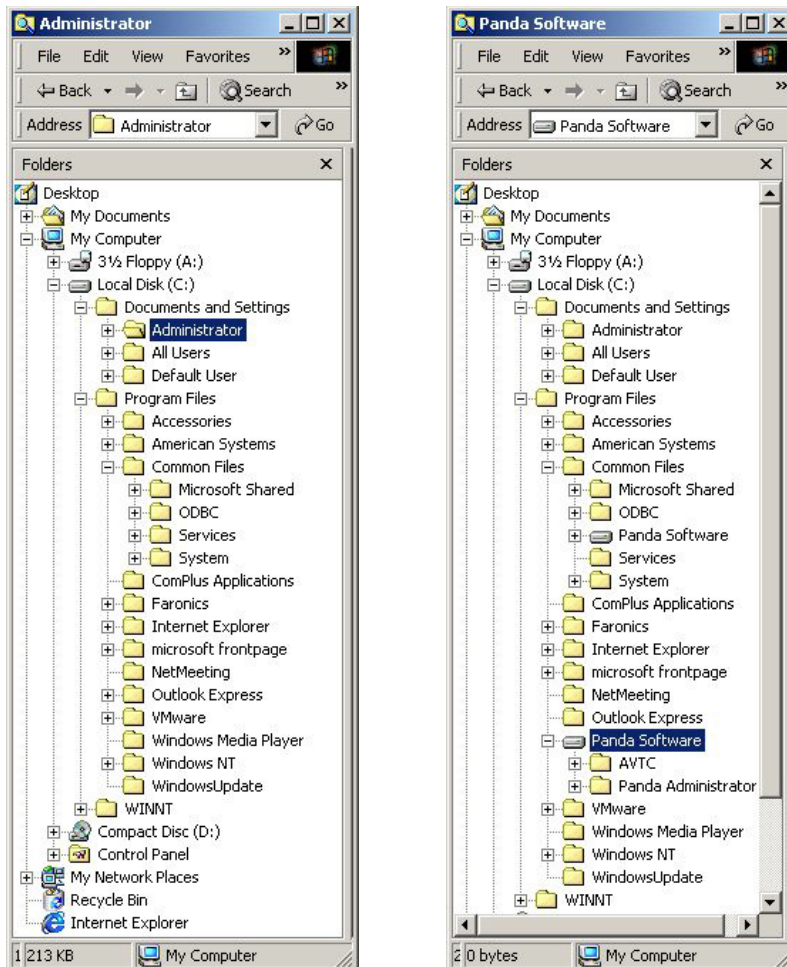 Administrator
File Edit View Favorites »
Back Search »
Address Administrator Go
Folders
Desktop
My Documents
My Computer
3½ Floppy (A:)
Local Disk (C:)
Documents and Settings
Administrator
All Users
Default User
Program Files
Accessories
American Systems
Common Files
Microsoft Shared
ODBC
Services
System
ComPlus Applications
Faronics
Internet Explorer
microsoft frontpage
NetMeeting
Outlook Express
VMware
Windows Media Player
Windows NT
WindowsUpdate
WINNT
Compact Disc (D:)
Control Panel
My Network Places
Recycle Bin
Internet Explorer
1 213 KB My Computer
Panda Software
File Edit View Favorites »
Back Search »
Address Panda Software Go
Folders
Desktop
My Documents
My Computer
3½ Floppy (A:)
Local Disk (C:)
Documents and Settings
Administrator
All Users
Default User
Program Files
Accessories
American Systems
Common Files
Microsoft Shared
ODBC
Panda Software
Services
System
ComPlus Applications
Faronics
Internet Explorer
microsoft frontpage
NetMeeting
Outlook Express
Panda Software
AVTC
Panda Administrator
VMware
Windows Media Player
Windows NT
WindowsUpdate
WINNT
2 0 bytes My Computer